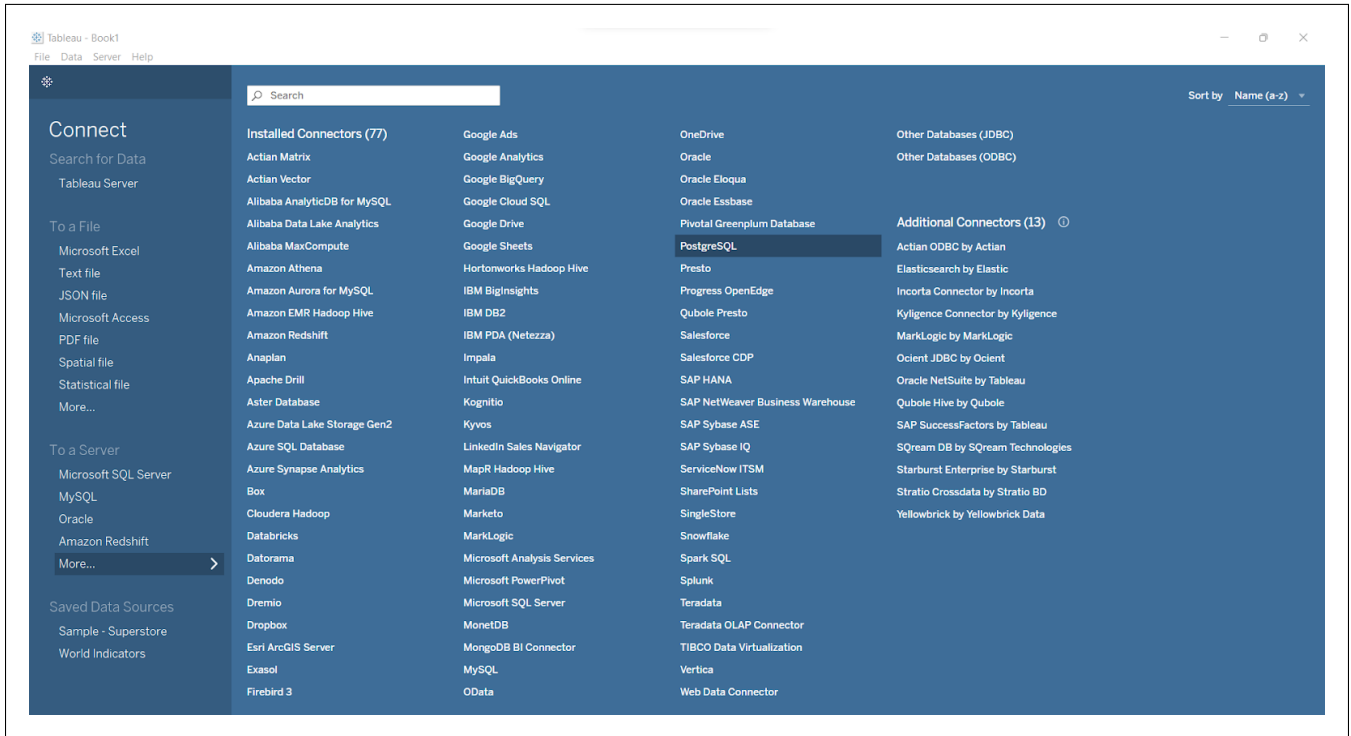 Tableau - Book1
File Data Server Help
Connect
Search for Data
Tableau Server
To a File
Microsoft Excel
Text file
JSON file
Microsoft Access
PDF file
Spatial file
Statistical file
More...
To a Server
Microsoft SQL Server
MySQL
Oracle
Amazon Redshift
More...
Saved Data Sources
Sample - Superstore
World Indicators
Search
Sort by Name (a-z)
Installed Connectors (77)
Actian Matrix
Actian Vector
Alibaba AnalyticDB for MySQL
Alibaba Data Lake Analytics
Alibaba MaxCompute
Amazon Athena
Amazon Aurora for MySQL
Amazon EMR Hadoop Hive
Amazon Redshift
Anaplan
Apache Drill
Aster Database
Azure Data Lake Storage Gen2
Azure SQL Database
Azure Synapse Analytics
Box
Cloudera Hadoop
Databricks
Datorama
Denodo
Dremio
Dropbox
Esri ArcGIS Server
Exasol
Firebird 3
Google Ads
Google Analytics
Google BigQuery
Google Cloud SQL
Google Drive
Google Sheets
Hortonworks Hadoop Hive
IBM BigInsights
IBM DB2
IBM PDA (Netezza)
Impala
Intuit QuickBooks Online
Kognitio
Kyvos
LinkedIn Sales Navigator
MapR Hadoop Hive
MariaDB
Marketo
MarkLogic
Microsoft Analysis Services
Microsoft PowerPivot
Microsoft SQL Server
MonetDB
MongoDB BI Connector
MySQL
OData
OneDrive
Oracle
Oracle Eloqua
Oracle Essbase
Pivotal Greenplum Database
PostgreSQL
Presto
Progress OpenEdge
Qubole Presto
Salesforce
Salesforce CDP
SAP HANA
SAP NetWeaver Business Warehouse
SAP Sybase ASE
SAP Sybase IQ
ServiceNow ITSM
SharePoint Lists
SingleStore
Snowflake
Spark SQL
Splunk
Teradata
Teradata OLAP Connector
TIBCO Data Virtualization
Vertica
Web Data Connector
Other Databases (JDBC)
Other Databases (ODBC)
Additional Connectors (13)
Actian ODBC by Actian
Elasticsearch by Elastic
Incorta Connector by Incorta
Kyligence Connector by Kyligence
MarkLogic by MarkLogic
Ocient JDBC by Ocient
Oracle NetSuite by Tableau
Qubole Hive by Qubole
SAP SuccessFactors by Tableau
SQream DB by SQream Technologies
Starburst Enterprise by Starburst
Stratio Crossdata by Stratio BD
Yellowbrick by Yellowbrick Data